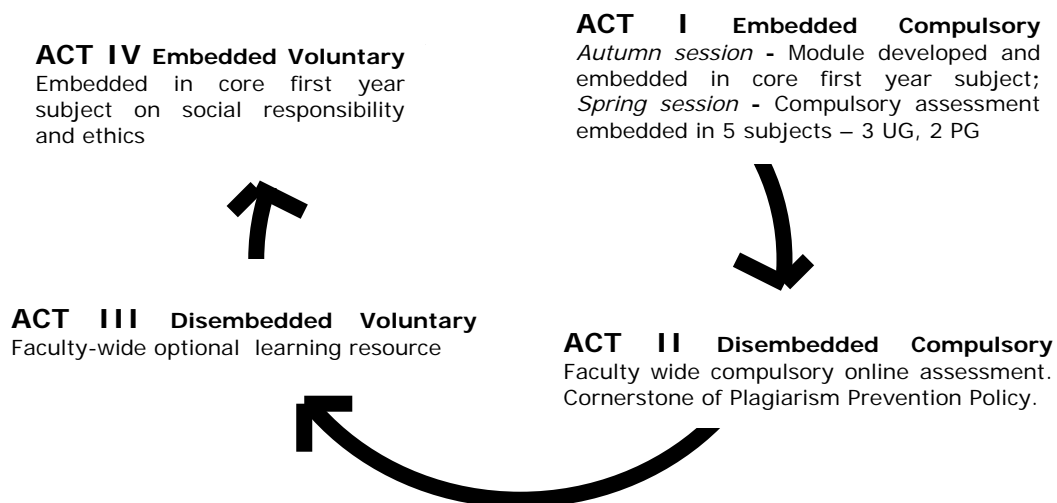 ACT I Embedded Compulsory
Autumn session - Module developed and
embedded in core first year subject;
Spring session - Compulsory assessment
embedded in 5 subjects – 3 UG, 2 PG
ACT II Disembedded Compulsory
Faculty wide compulsory online assessment.
Cornerstone of Plagiarism Prevention Policy.
ACT III Disembedded Voluntary
Faculty-wide optional learning resource
ACT IV Embedded Voluntary
Embedded in core first year
subject on social responsibility
and ethics